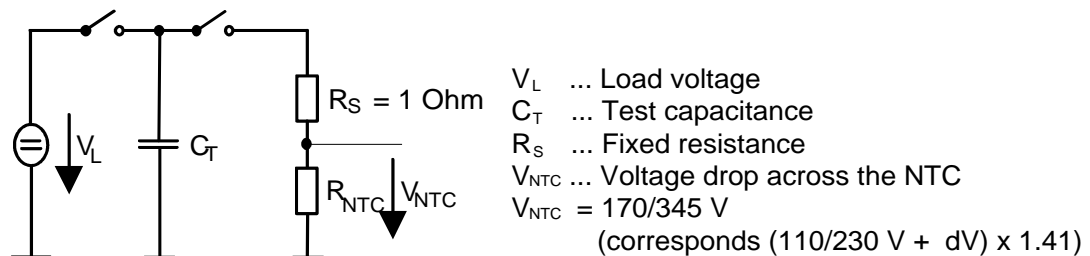 V_L
C_T
R_S = 1 Ohm
R_NTC
V_NTC
V_L ... Load voltage
C_T ... Test capacitance
R_S ... Fixed resistance
V_NTC ... Voltage drop across the NTC
V_NTC = 170/345 V
(corresponds (110/230 V + dV) x 1.41)